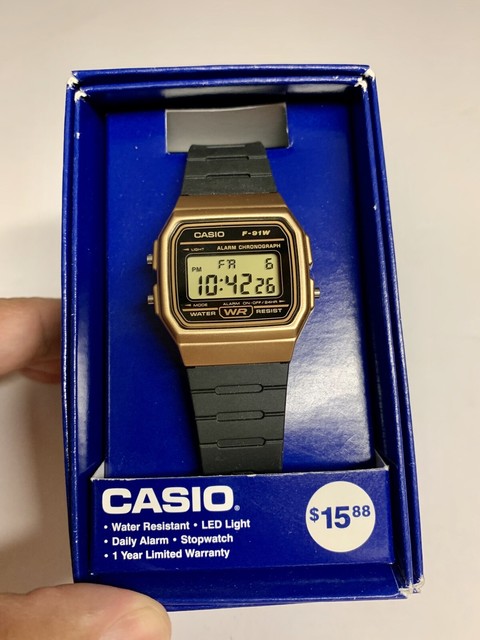 CASIO F-91W
LIGHT ALARM CHRONOGRAPH
PM FR 6
10:42 26
MODE ALARM ON·OFF/24HR
WATER WR RESIST
CASIO®
• Water Resistant • LED Light
• Daily Alarm • Stopwatch
• 1 Year Limited Warranty
$15 88